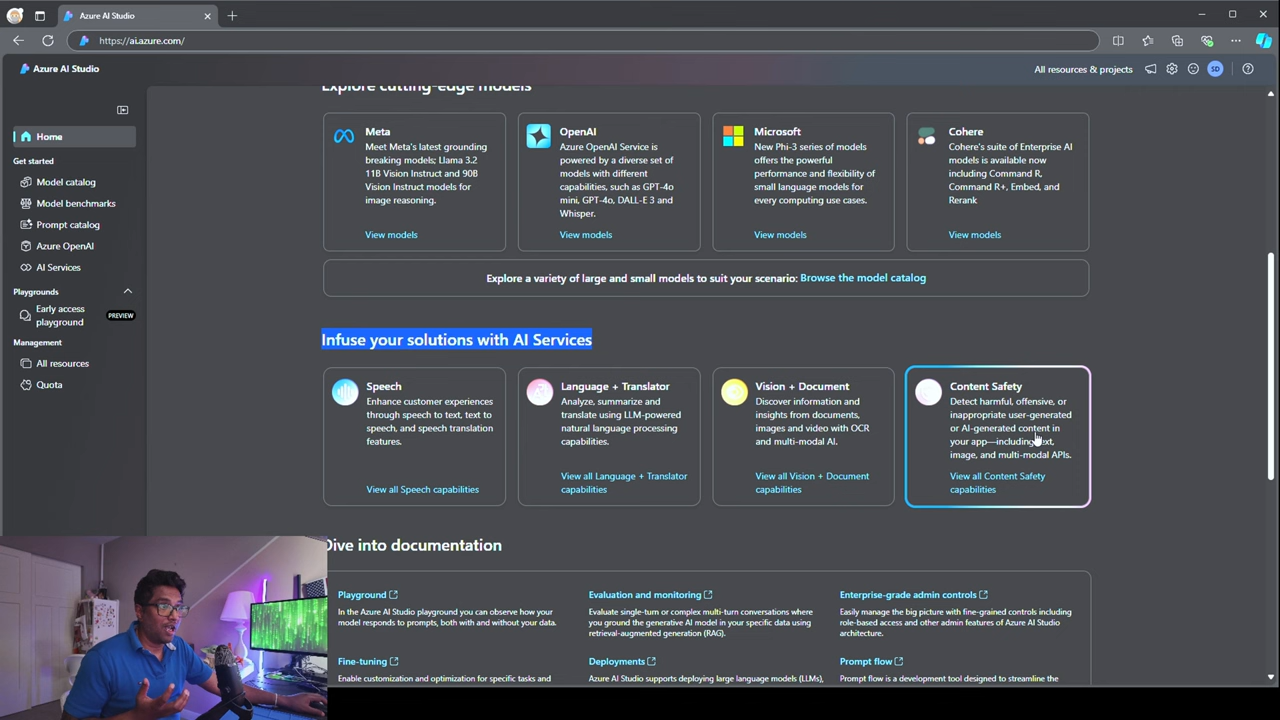 Azure AI Studio
https://ai.azure.com/
Azure AI Studio
All resources & projects
SD
Home
Get started
Model catalog
Model benchmarks
Prompt catalog
Azure OpenAI
AI Services
Playgrounds
Early access
playground
PREVIEW
Management
All resources
Quota
Explore cutting-edge models
Meta
Meet Meta's latest grounding
breaking models; Llama 3.2
11B Vision Instruct and 90B
Vision Instruct models for
image reasoning.
View models
OpenAI
Azure OpenAI Service is
powered by a diverse set of
models with different
capabilities, such as GPT-4o
mini, GPT-4o, DALL-E 3 and
Whisper.
View models
Microsoft
New Phi-3 series of models
offers the powerful
performance and flexibility of
small language models for
every computing use cases.
View models
Cohere
Cohere's suite of Enterprise AI
models is available now
including Command R,
Command R+, Embed, and
Rerank
View models
Explore a variety of large and small models to suit your scenario: Browse the model catalog
Infuse your solutions with AI Services
Speech
Enhance customer experiences
through speech to text, text to
speech, and speech translation
features.
View all Speech capabilities
Language + Translator
Analyze, summarize and
translate using LLM-powered
natural language processing
capabilities.
View all Language + Translator
capabilities
Vision + Document
Discover information and
insights from documents,
images and video with OCR
and multi-modal AI.
View all Vision + Document
capabilities
Content Safety
Detect harmful, offensive, or
inappropriate user-generated
or AI-generated content in
your app—including text,
image, and multi-modal APIs.
View all Content Safety
capabilities
Dive into documentation
Playground
In the Azure AI Studio playground you can observe how your
model responds to prompts, both with and without your data.
Evaluation and monitoring
Evaluate single-turn or complex multi-turn conversations where
you ground the generative AI model in your specific data using
retrieval-augmented generation (RAG).
Enterprise-grade admin controls
Easily manage the big picture with fine-grained controls including
role-based access and other admin features of Azure AI Studio
architecture.
Fine-tuning
Enable customization and optimization for specific tasks and
Deployments
Azure AI Studio supports deploying large language models (LLMs),
Prompt flow
Prompt flow is a development tool designed to streamline the